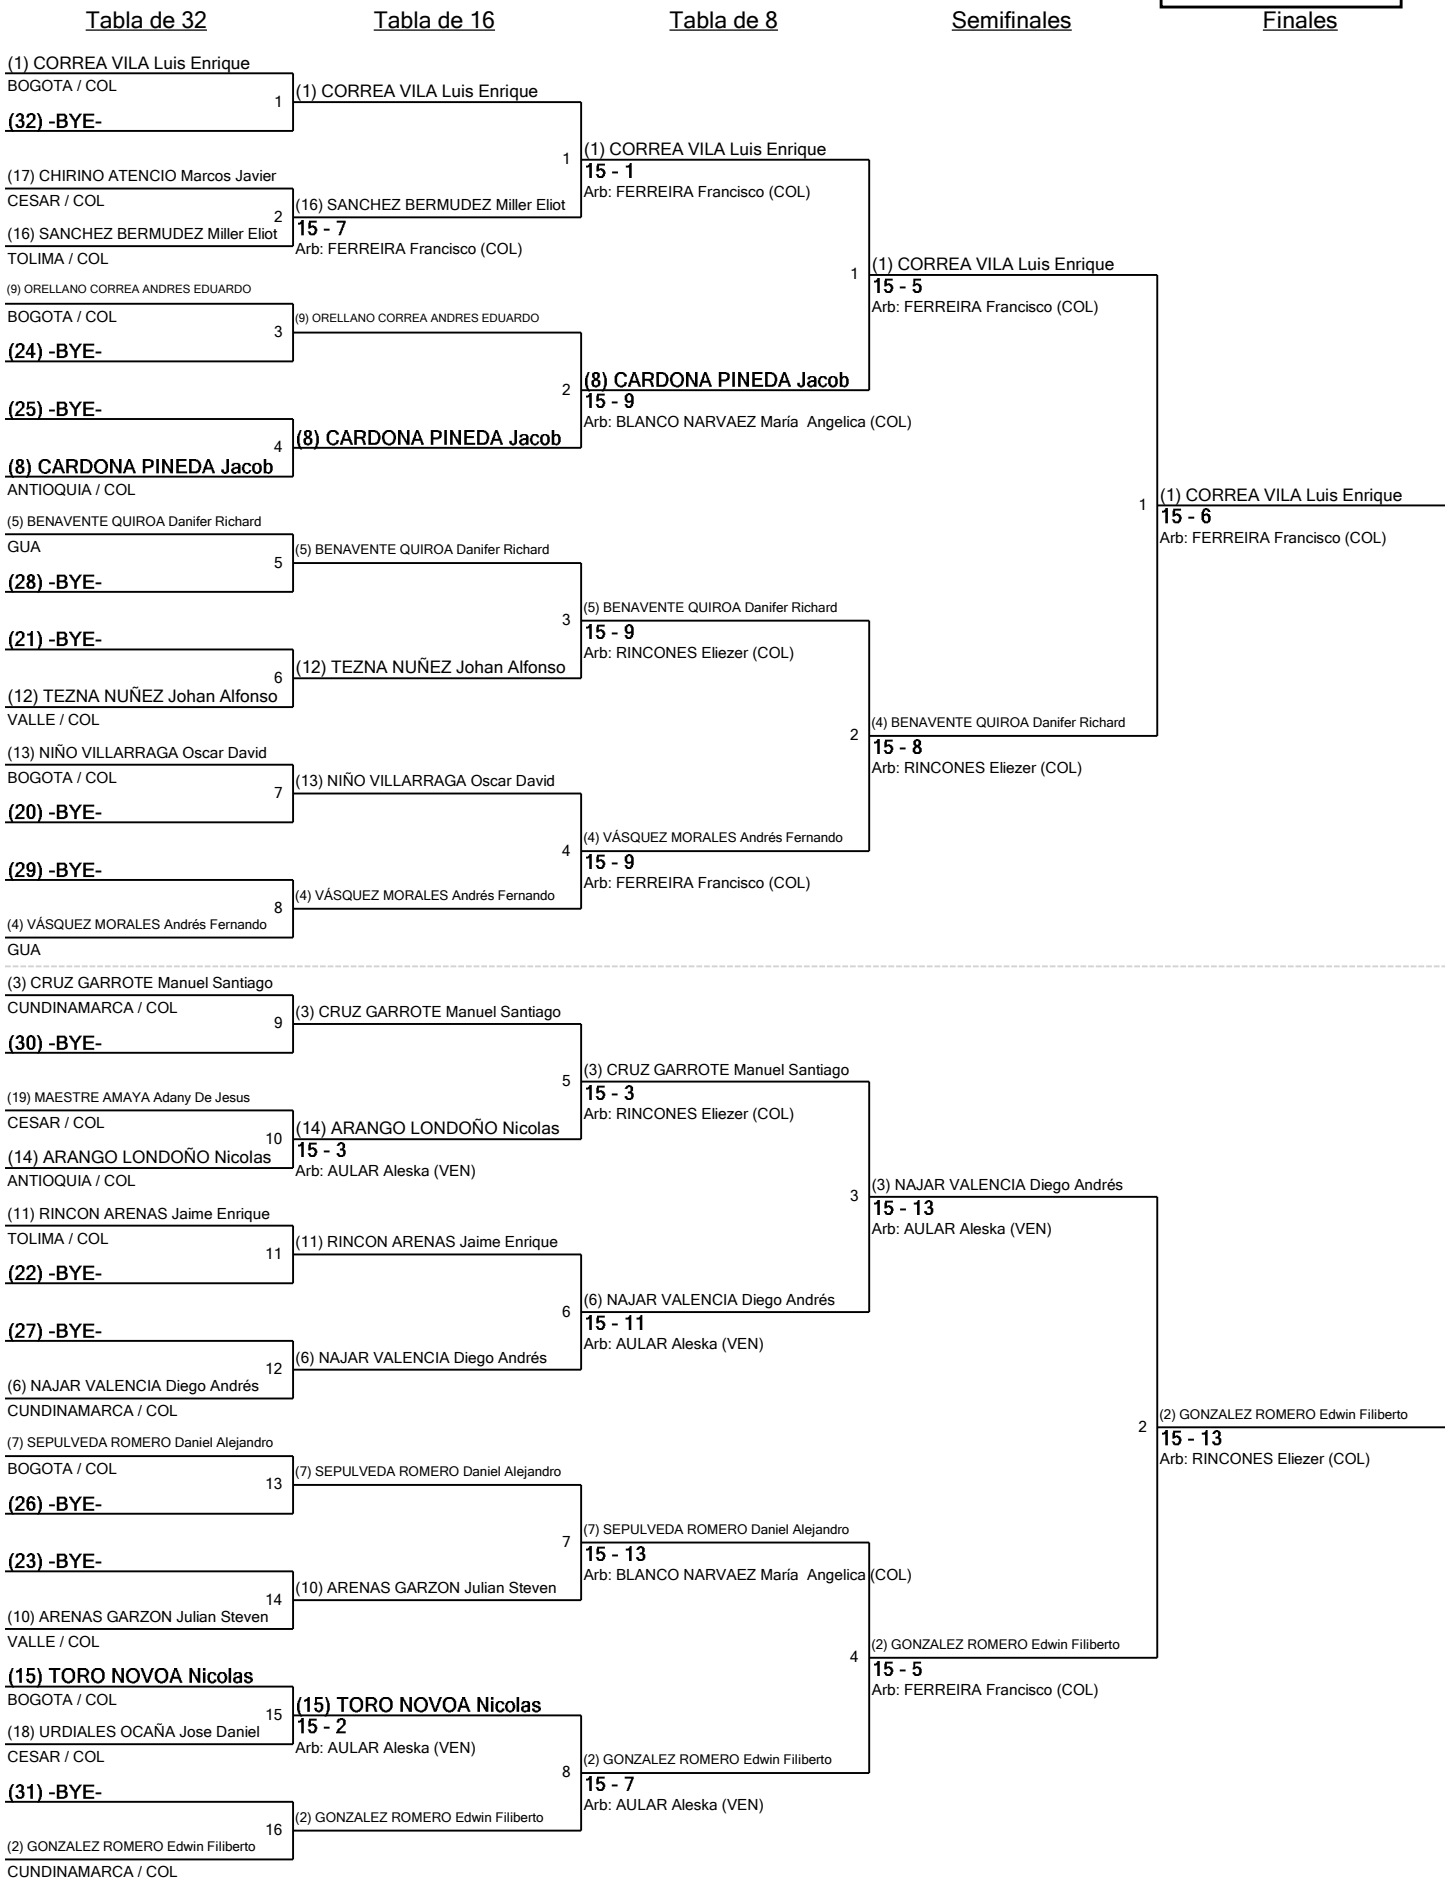 Tabla de 32
Tabla de 16
Tabla de 8
Semifinales
Finales
(1) CORREA VILA Luis Enrique
BOGOTA / COL
1
(32) -BYE-
(17) CHIRINO ATENCIO Marcos Javier
CESAR / COL
2
(16) SANCHEZ BERMUDEZ Miller Eliot
TOLIMA / COL
(9) ORELLANO CORREA ANDRES EDUARDO
BOGOTA / COL
3
(24) -BYE-
(25) -BYE-
4
(8) CARDONA PINEDA Jacob
ANTIOQUIA / COL
(5) BENAVENTE QUIROA Danifer Richard
GUA
5
(28) -BYE-
(21) -BYE-
6
(12) TEZNA NUÑEZ Johan Alfonso
VALLE / COL
(13) NIÑO VILLARRAGA Oscar David
BOGOTA / COL
7
(20) -BYE-
(29) -BYE-
8
(4) VÁSQUEZ MORALES Andrés Fernando
GUA
(3) CRUZ GARROTE Manuel Santiago
CUNDINAMARCA / COL
9
(30) -BYE-
(19) MAESTRE AMAYA Adany De Jesus
CESAR / COL
10
(14) ARANGO LONDOÑO Nicolas
ANTIOQUIA / COL
(11) RINCON ARENAS Jaime Enrique
TOLIMA / COL
11
(22) -BYE-
(27) -BYE-
12
(6) NAJAR VALENCIA Diego Andrés
CUNDINAMARCA / COL
(7) SEPULVEDA ROMERO Daniel Alejandro
BOGOTA / COL
13
(26) -BYE-
(23) -BYE-
14
(10) ARENAS GARZON Julian Steven
VALLE / COL
(15) TORO NOVOA Nicolas
BOGOTA / COL
15
(18) URDIALES OCAÑA Jose Daniel
CESAR / COL
(31) -BYE-
16
(2) GONZALEZ ROMERO Edwin Filiberto
CUNDINAMARCA / COL
(1) CORREA VILA Luis Enrique
1
(16) SANCHEZ BERMUDEZ Miller Eliot
15 - 7
Arb: FERREIRA Francisco (COL)
(9) ORELLANO CORREA ANDRES EDUARDO
2
(8) CARDONA PINEDA Jacob
(5) BENAVENTE QUIROA Danifer Richard
3
(12) TEZNA NUÑEZ Johan Alfonso
(13) NIÑO VILLARRAGA Oscar David
4
(4) VÁSQUEZ MORALES Andrés Fernando
(3) CRUZ GARROTE Manuel Santiago
5
(14) ARANGO LONDOÑO Nicolas
15 - 3
Arb: AULAR Aleska (VEN)
(11) RINCON ARENAS Jaime Enrique
6
(6) NAJAR VALENCIA Diego Andrés
(7) SEPULVEDA ROMERO Daniel Alejandro
7
(10) ARENAS GARZON Julian Steven
(15) TORO NOVOA Nicolas
15 - 2
Arb: AULAR Aleska (VEN)
8
(2) GONZALEZ ROMERO Edwin Filiberto
(1) CORREA VILA Luis Enrique
15 - 1
Arb: FERREIRA Francisco (COL)
1
(8) CARDONA PINEDA Jacob
15 - 9
Arb: BLANCO NARVAEZ María Angelica (COL)
(5) BENAVENTE QUIROA Danifer Richard
15 - 9
Arb: RINCONES Eliezer (COL)
2
(4) VÁSQUEZ MORALES Andrés Fernando
15 - 9
Arb: FERREIRA Francisco (COL)
(3) CRUZ GARROTE Manuel Santiago
15 - 3
Arb: RINCONES Eliezer (COL)
3
(6) NAJAR VALENCIA Diego Andrés
15 - 11
Arb: AULAR Aleska (VEN)
(7) SEPULVEDA ROMERO Daniel Alejandro
15 - 13
Arb: BLANCO NARVAEZ María Angelica (COL)
4
(2) GONZALEZ ROMERO Edwin Filiberto
15 - 7
Arb: AULAR Aleska (VEN)
(1) CORREA VILA Luis Enrique
15 - 5
Arb: FERREIRA Francisco (COL)
1
(4) BENAVENTE QUIROA Danifer Richard
15 - 8
Arb: RINCONES Eliezer (COL)
(3) NAJAR VALENCIA Diego Andrés
15 - 13
Arb: AULAR Aleska (VEN)
2
(2) GONZALEZ ROMERO Edwin Filiberto
15 - 5
Arb: FERREIRA Francisco (COL)
(1) CORREA VILA Luis Enrique
15 - 6
Arb: FERREIRA Francisco (COL)
(2) GONZALEZ ROMERO Edwin Filiberto
15 - 13
Arb: RINCONES Eliezer (COL)